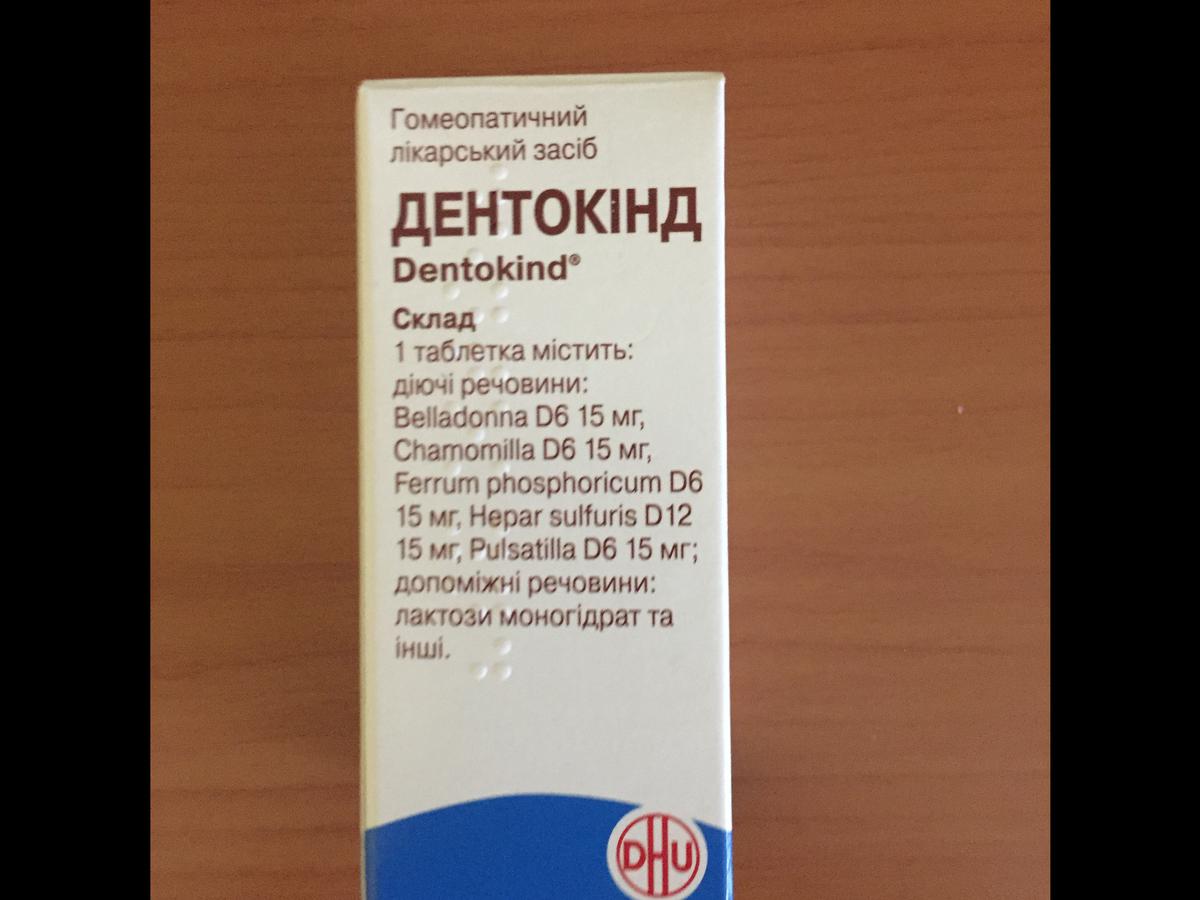 Гомеопатичний
лікарський засіб
ДЕНТОКІНД
Dentokind®
Склад
1 таблетка містить:
діючі речовини:
Belladonna D6 15 мг,
Chamomilla D6 15 мг,
Ferrum phosphoricum D6
15 мг, Hepar sulfuris D12
15 мг, Pulsatilla D6 15 мг;
допоміжні речовини:
лактози моногідрат та
інші.
DHU